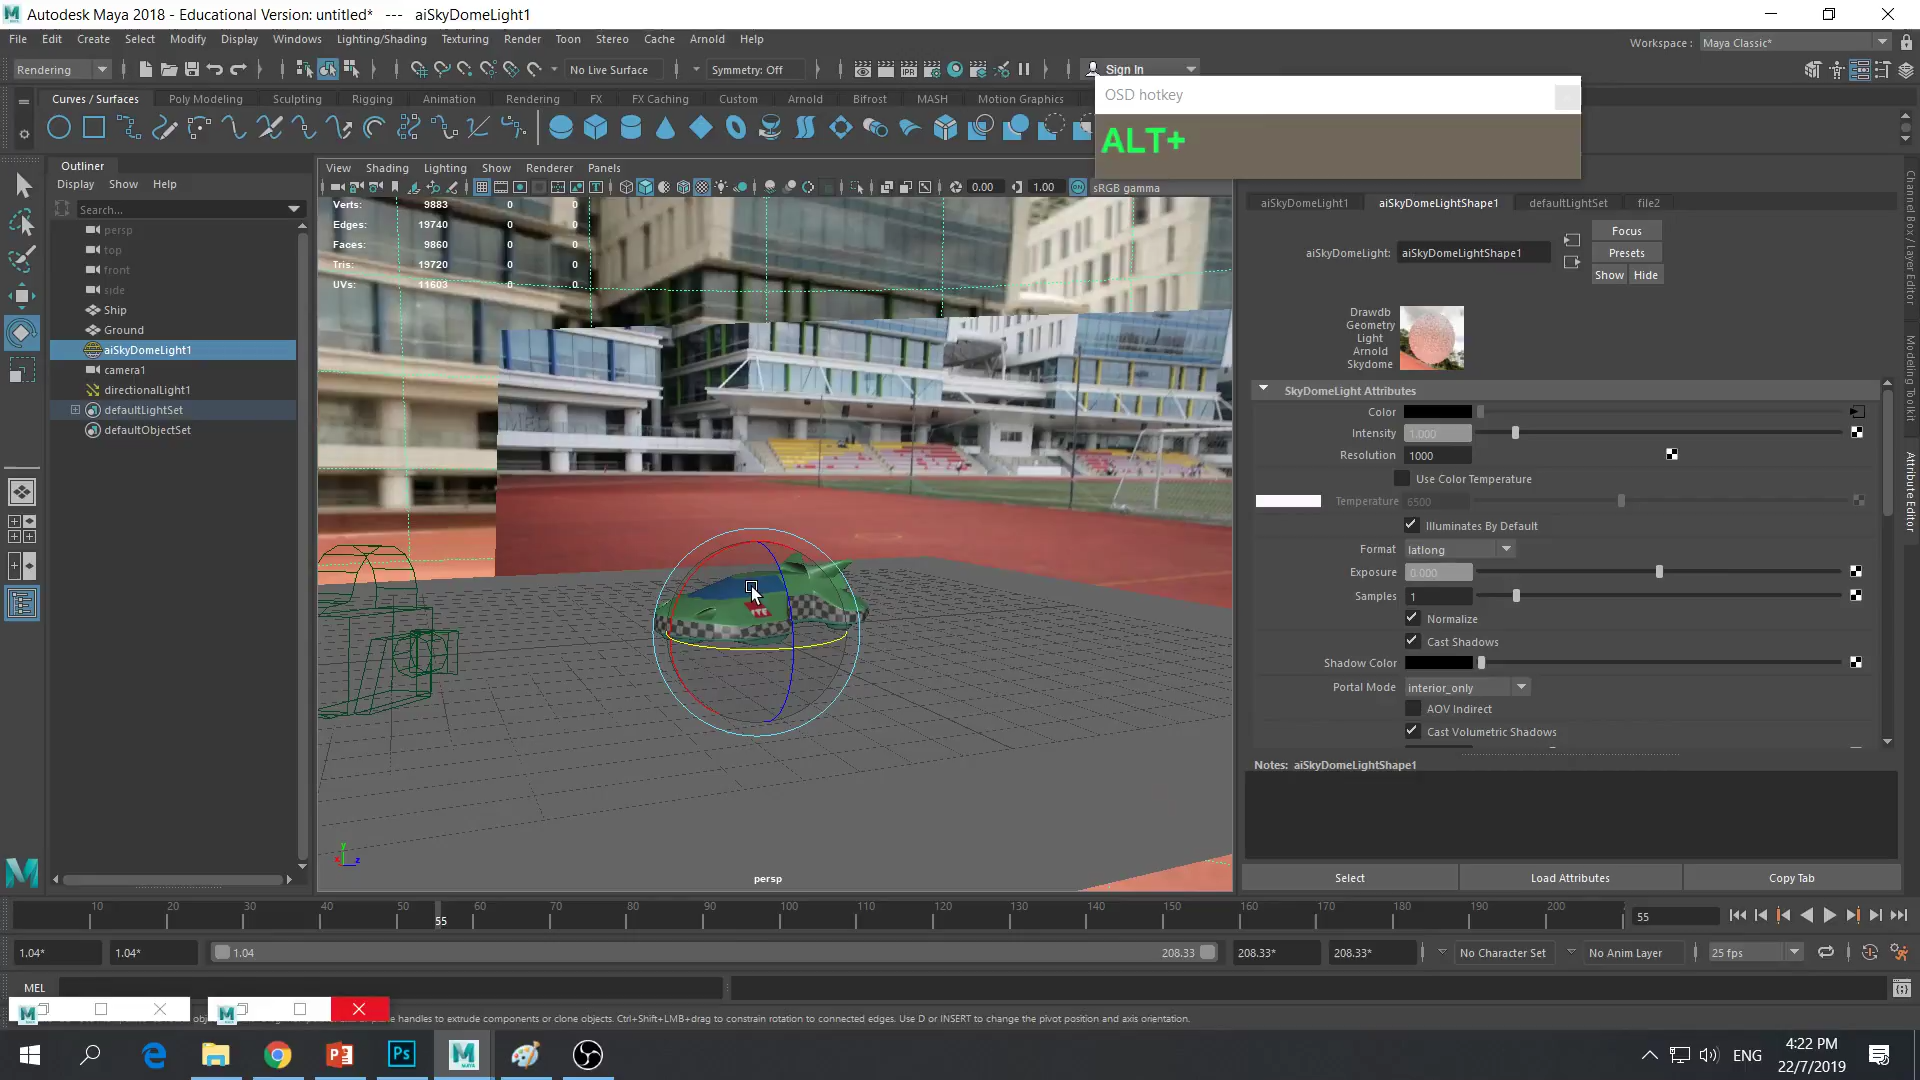 Autodesk Maya 2018 - Educational Version: untitled*   ---   aiSkyDomeLight1
File Edit Create Select Modify Display Windows Lighting/Shading Texturing Render Toon Stereo Cache Arnold Help
Workspace : Maya Classic*
Rendering No Live Surface Symmetry: Off Sign In
Curves / Surfaces Poly Modeling Sculpting Rigging Animation Rendering FX FX Caching Custom Arnold Bifrost MASH Motion Graphics
OSD hotkey
ALT+
Outliner
Display Show Help
Search...
persp
top
front
side
Ship
Ground
aiSkyDomeLight1
camera1
directionalLight1
defaultLightSet
defaultObjectSet
View Shading Lighting Show Renderer Panels
0.00 1.00 sRGB gamma
Verts: 9883 0 0
Edges: 19740 0 0
Faces: 9860 0 0
Tris: 19720 0 0
UVs: 11603 0 0
persp
aiSkyDomeLight1 aiSkyDomeLightShape1 defaultLightSet file2
aiSkyDomeLight: aiSkyDomeLightShape1
Focus
Presets
Show Hide
Drawdb
Geometry
Light
Arnold
Skydome
SkyDomeLight Attributes
Color
Intensity 1.000
Resolution 1000
Use Color Temperature
Temperature 6500
Illuminates By Default
Format latlong
Exposure 0.000
Samples 1
Normalize
Cast Shadows
Shadow Color
Portal Mode interior_only
AOV Indirect
Cast Volumetric Shadows
Notes: aiSkyDomeLightShape1
Select Load Attributes Copy Tab
Channel Box / Layer Editor
Modeling Toolkit
Attribute Editor
10 20 30 40 50 60 70 80 90 100 110 120 130 140 150 160 170 180 190 200
55 55
1.04* 1.04* 1.04 208.33 208.33* 208.33* No Character Set No Anim Layer 25 fps
MEL
handles to extrude components or clone objects. Ctrl+Shift+LMB+drag to constrain rotation to connected edges. Use D or INSERT to change the pivot position and axis orientation.
ENG
4:22 PM
22/7/2019